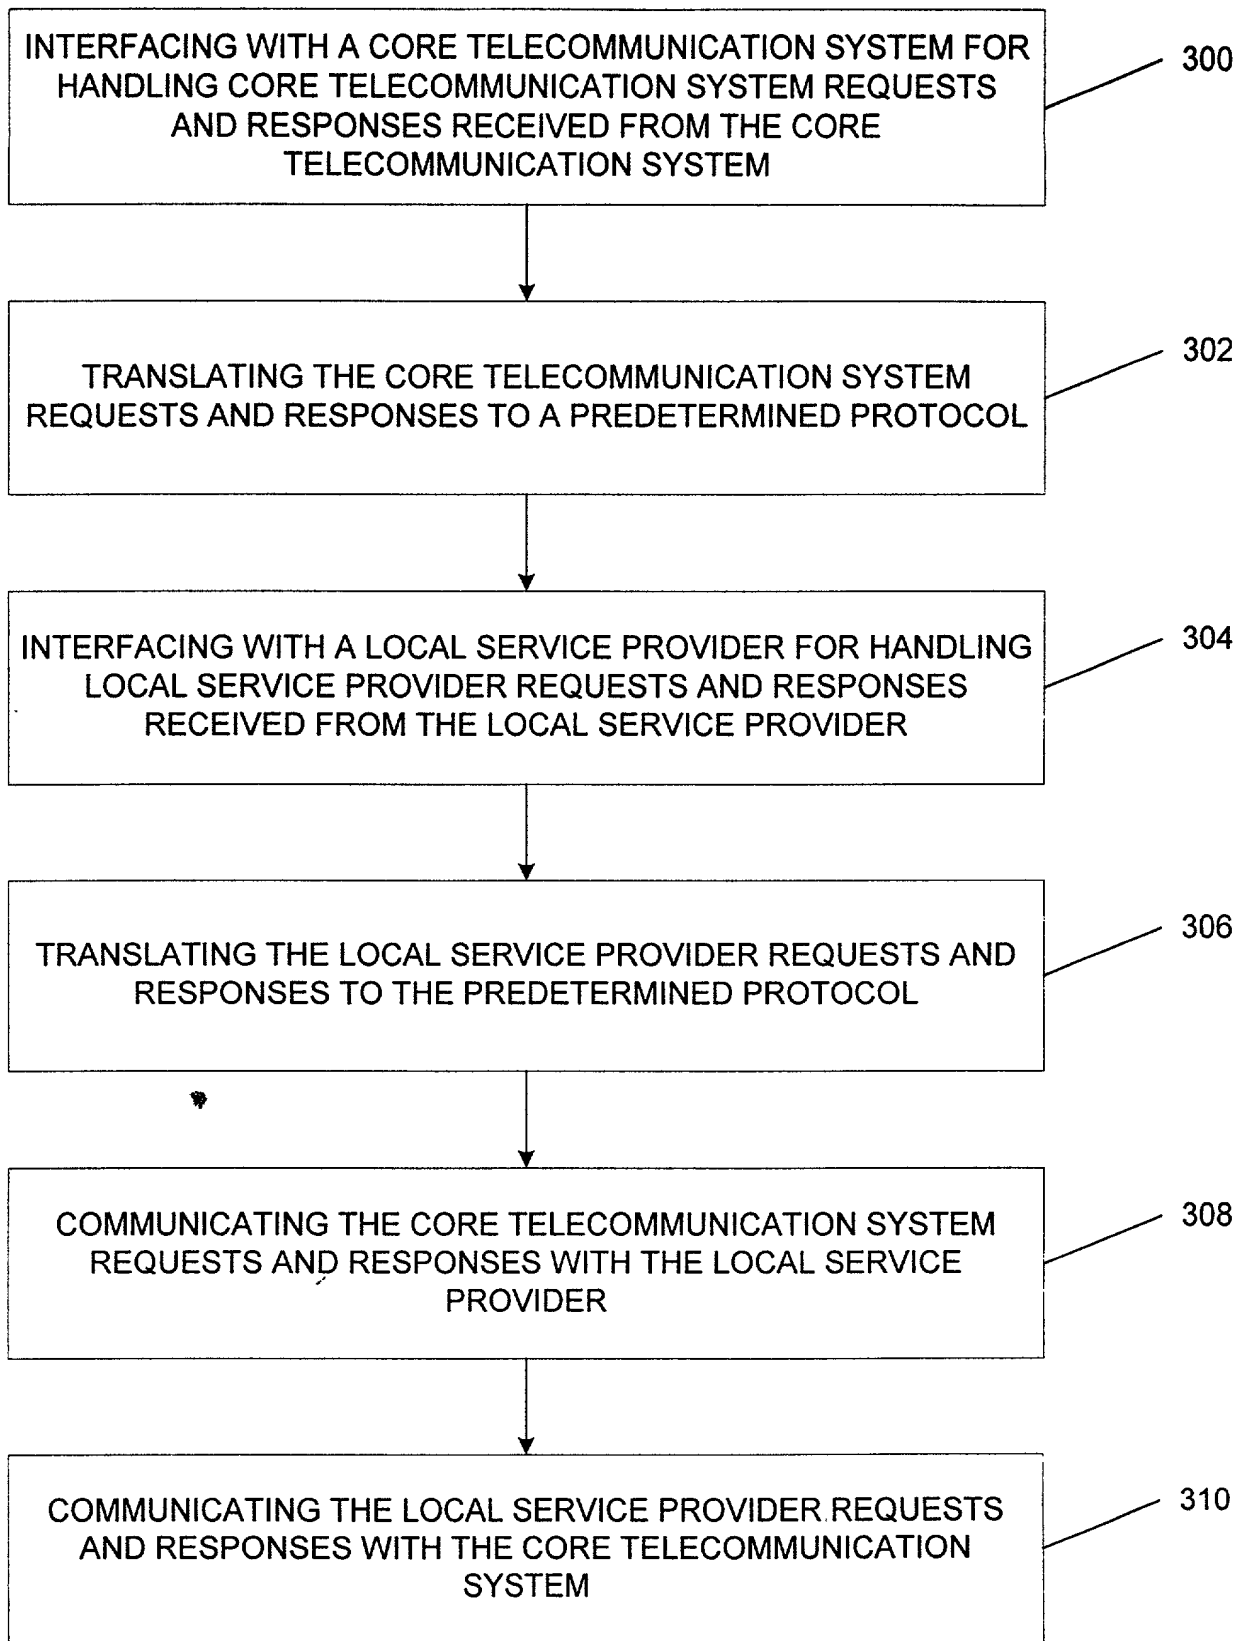 INTERFACING WITH A CORE TELECOMMUNICATION SYSTEM FOR
HANDLING CORE TELECOMMUNICATION SYSTEM REQUESTS
AND RESPONSES RECEIVED FROM THE CORE
TELECOMMUNICATION SYSTEM
300
TRANSLATING THE CORE TELECOMMUNICATION SYSTEM
REQUESTS AND RESPONSES TO A PREDETERMINED PROTOCOL
302
INTERFACING WITH A LOCAL SERVICE PROVIDER FOR HANDLING
LOCAL SERVICE PROVIDER REQUESTS AND RESPONSES
RECEIVED FROM THE LOCAL SERVICE PROVIDER
304
TRANSLATING THE LOCAL SERVICE PROVIDER REQUESTS AND
RESPONSES TO THE PREDETERMINED PROTOCOL
306
COMMUNICATING THE CORE TELECOMMUNICATION SYSTEM
REQUESTS AND RESPONSES WITH THE LOCAL SERVICE
PROVIDER
308
COMMUNICATING THE LOCAL SERVICE PROVIDER REQUESTS
AND RESPONSES WITH THE CORE TELECOMMUNICATION
SYSTEM
310